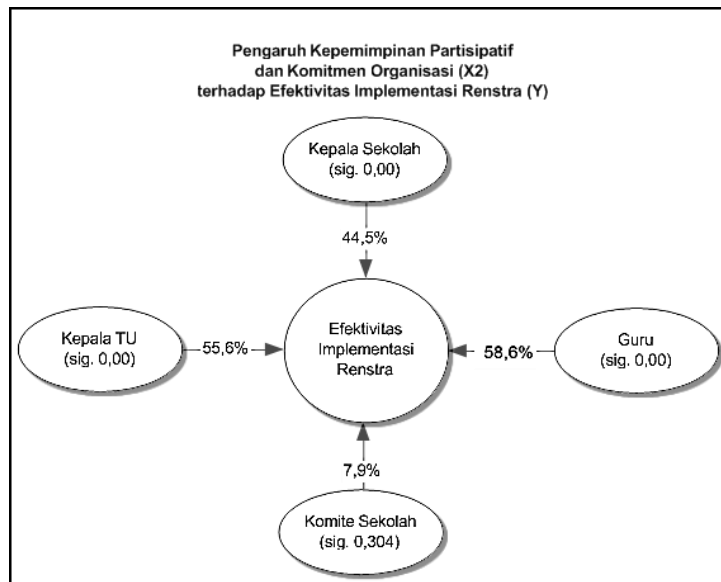 Pengaruh Kepemimpinan Partisipatif
dan Komitmen Organisasi (X2)
terhadap Efektivitas Implementasi Renstra (Y)
Kepala Sekolah
(sig. 0,00)
44,5%
Kepala TU
(sig. 0,00)
55,6%
Efektivitas
Implementasi
Renstra
58,6%
Guru
(sig. 0,00)
7,9%
Komite Sekolah
(sig. 0,304)